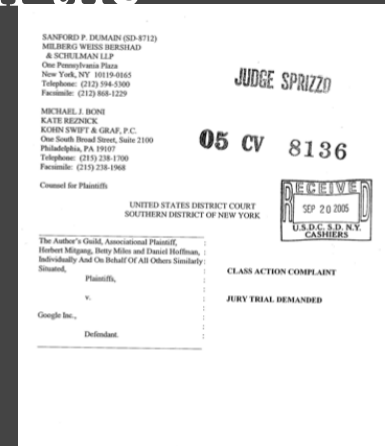 SANFORD P. DUMAIN (SD-8712)
MILBERG WEISS BERSHAD
& SCHULMAN LLP
One Pennsylvania Plaza
New York, NY 10119-0165
Telephone: (212) 594-5300
Facsimile: (212) 868-1229
JUDGE SPRIZZO
MICHAEL J. BONI
KATE REZNICK
KOHN SWIFT & GRAF, P.C.
One South Broad Street, Suite 2100
Philadelphia, PA 19107
Telephone: (215) 238-1700
Facsimile: (215) 238-1968
05 CV 8136
Counsel for Plaintiffs
RECEIVED
SEP 20 2005
U.S.D.C. S.D. N.Y.
CASHIERS
UNITED STATES DISTRICT COURT
SOUTHERN DISTRICT OF NEW YORK
The Author's Guild, Associational Plaintiff,
Herbert Mitgang, Betty Miles and Daniel Hoffman,
Individually And On Behalf Of All Others Similarly
Situated,
Plaintiffs,
v.
Google Inc.,
Defendant.
CLASS ACTION COMPLAINT
JURY TRIAL DEMANDED